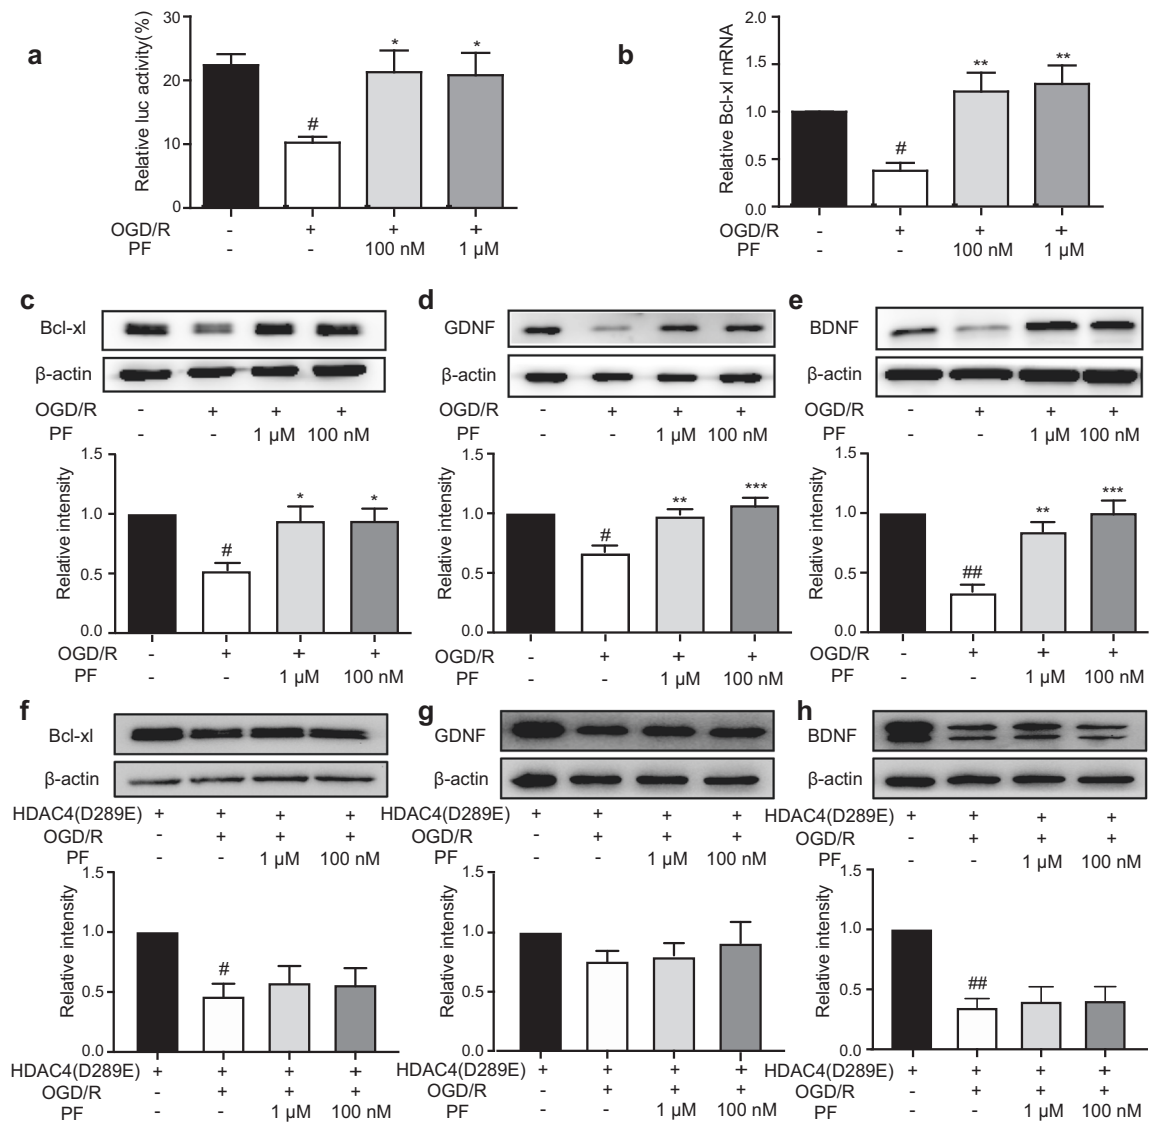 a
Relative luc activity(%)
30
20
10
0
#
*
*
OGD/R - + + +
PF - - 100 nM 1 μM
b
Relative Bcl-xl mRNA
2.0
1.5
1.0
0.5
0.0
#
**
**
OGD/R - + + +
PF - - 100 nM 1 μM
c
Bcl-xl
β-actin
OGD/R - + + +
PF - - 1 μM 100 nM
Relative intensity
1.5
1.0
0.5
0.0
#
*
*
OGD/R - + + +
PF - - 1 μM 100 nM
d
GDNF
β-actin
OGD/R - + + +
PF - - 1 μM 100 nM
Relative intensity
1.5
1.0
0.5
0.0
#
**
***
OGD/R - + + +
PF - - 1 μM 100 nM
e
BDNF
β-actin
OGD/R - + + +
PF - - 1 μM 100 nM
Relative intensity
1.5
1.0
0.5
0.0
##
**
***
OGD/R - + + +
PF - - 1 μM 100 nM
f
Bcl-xl
β-actin
HDAC4(D289E) + + + +
OGD/R - + + +
PF - - 1 μM 100 nM
Relative intensity
1.5
1.0
0.5
0.0
#
HDAC4(D289E) + + + +
OGD/R - + + +
PF - - 1 μM 100 nM
g
GDNF
β-actin
HDAC4(D289E) + + + +
OGD/R - + + +
PF - - 1 μM 100 nM
Relative intensity
1.5
1.0
0.5
0.0
HDAC4(D289E) + + + +
OGD/R - + + +
PF - - 1 μM 100 nM
h
BDNF
β-actin
HDAC4(D289E) + + + +
OGD/R - + + +
PF - - 1 μM 100 nM
Relative intensity
1.5
1.0
0.5
0.0
##
HDAC4(D289E) + + + +
OGD/R - + + +
PF - - 1 μM 100 nM